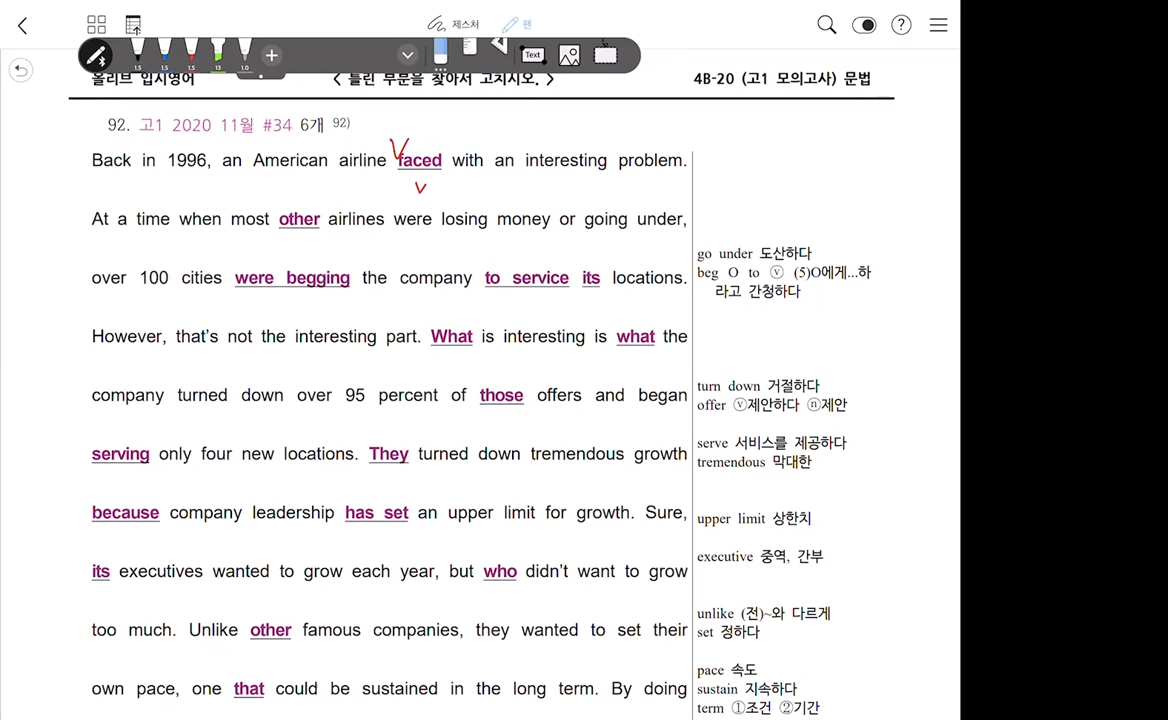 제스처 펜
1.5 1.5 1.5 13 1.0 Text
올리브 입시영어 < 틀린 부분을 찾아서 고치시오. > 4B-20 (고1 모의고사) 문법
92. 고1 2020 11월 #34 6개 92)
Back in 1996, an American airline faced with an interesting problem.
V
v
At a time when most other airlines were losing money or going under,
go under 도산하다
over 100 cities were begging the company to service its locations.
beg O to ⓥ (5)O에게...하
라고 간청하다
However, that's not the interesting part. What is interesting is what the
company turned down over 95 percent of those offers and began
turn down 거절하다
offer ⓥ제안하다 ⓝ제안
serving only four new locations. They turned down tremendous growth
serve 서비스를 제공하다
tremendous 막대한
because company leadership has set an upper limit for growth. Sure,
upper limit 상한치
its executives wanted to grow each year, but who didn't want to grow
executive 중역, 간부
too much. Unlike other famous companies, they wanted to set their
unlike (전)~와 다르게
set 정하다
own pace, one that could be sustained in the long term. By doing
pace 속도
sustain 지속하다
term ①조건 ②기간